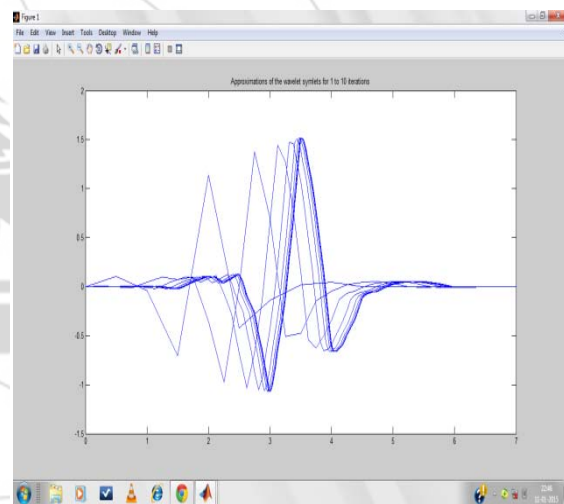 Figure 1
File Edit View Insert Tools Desktop Window Help
Approximations of the wavelet symlets for 1 to 10 iterations
2
1.5
1
0.5
0
-0.5
-1
-1.5
0 1 2 3 4 5 6 7